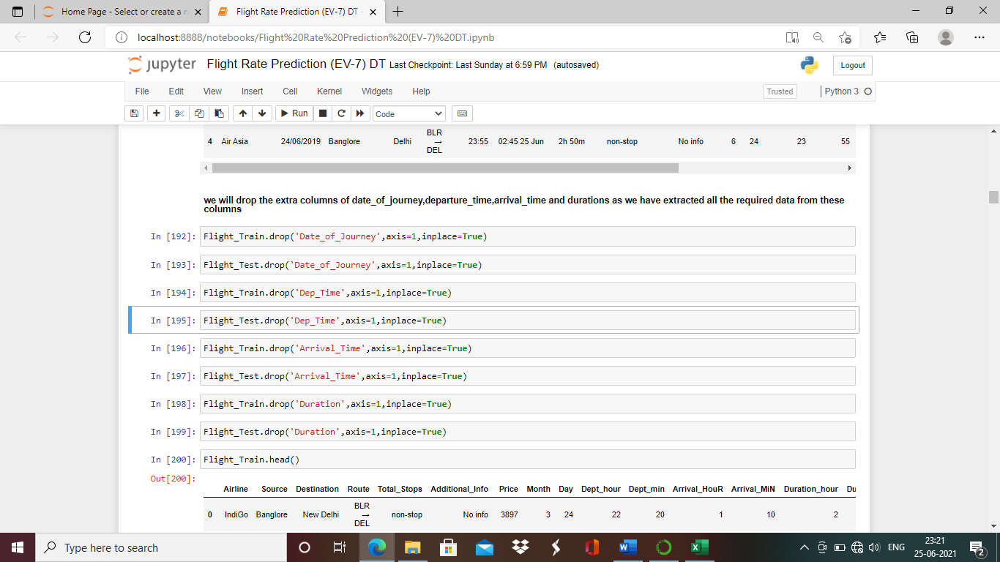 Home Page - Select or create a n
Flight Rate Prediction (EV-7) DT -
localhost:8888/notebooks/Flight%20Rate%20Prediction%20(EV-7)%20DT.ipynb
jupyter Flight Rate Prediction (EV-7) DT Last Checkpoint: Last Sunday at 6:59 PM (autosaved) Logout
File Edit View Insert Cell Kernel Widgets Help Trusted Python 3
Run Code
4 Air Asia 24/06/2019 Banglore Delhi BLR → DEL 23:55 02:45 25 Jun 2h 50m non-stop No info 6 24 23 55
we will drop the extra columns of date_of_journey,departure_time,arrival_time and durations as we have extracted all the required data from these
columns
In [192]: Flight_Train.drop('Date_of_Journey',axis=1,inplace=True)
In [193]: Flight_Test.drop('Date_of_Journey',axis=1,inplace=True)
In [194]: Flight_Train.drop('Dep_Time',axis=1,inplace=True)
In [195]: Flight_Test.drop('Dep_Time',axis=1,inplace=True)
In [196]: Flight_Train.drop('Arrival_Time',axis=1,inplace=True)
In [197]: Flight_Test.drop('Arrival_Time',axis=1,inplace=True)
In [198]: Flight_Train.drop('Duration',axis=1,inplace=True)
In [199]: Flight_Test.drop('Duration',axis=1,inplace=True)
In [200]: Flight_Train.head()
Out[200]:
Airline Source Destination Route Total_Stops Additional_Info Price Month Day Dept_hour Dept_min Arrival_HouR Arrival_MiN Duration_hour Du
0 IndiGo Banglore New Delhi BLR → DEL non-stop No info 3897 3 24 22 20 1 10 2
Type here to search
ENG
23:21
25-06-2021
2